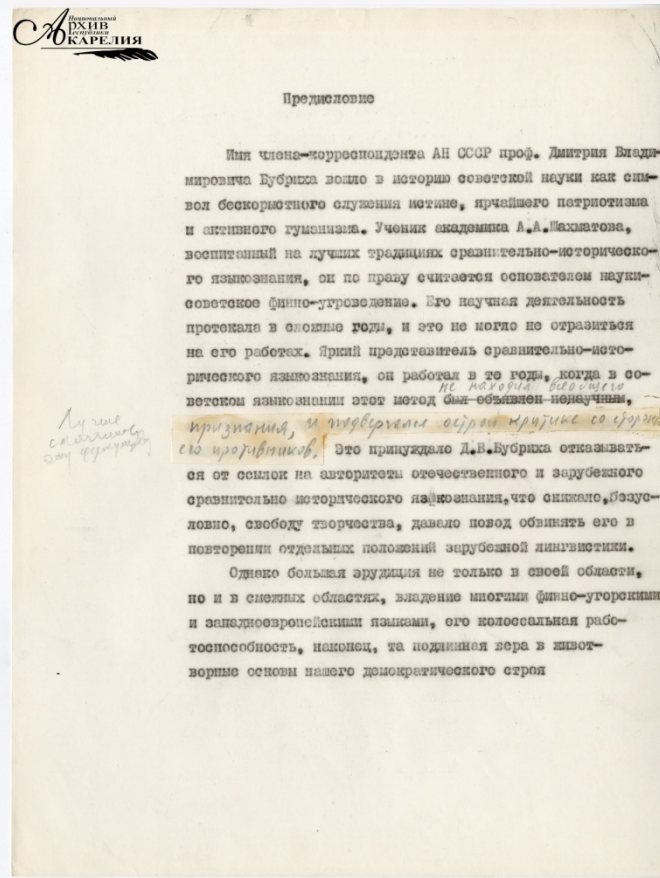 Национальный
Архив
Республики
Карелия
Предисловие
Имя члена-корреспондента АН СССР проф. Дмитрия Влади-
мировича Бубриха вошло в историю советской науки как сим-
вол бескорыстного служения истине, ярчайшего патриотизма
и активного гуманизма. Ученик академика А.А.Шахматова,
воспитанный на лучших традициях сравнительно-историческо-
го языкознания, он по праву считается основателем науки-
советское финно-угроведение. Его научная деятельность
протекала в сложные годы, и это не могло не отразиться
на его работах. Яркий представитель сравнительно-исто-
рического языкознания, он работал в те годы, когда в со-
не находил всеобщего
ветском языкознании этот метод был объявлен ненаучным,
признания, и подвергался острой критике со стороны
его противников. Это принуждало Д.В.Бубриха отказывать-
Лучше
смягчить
эту формулировку
ся от ссылок на авторитеты отечественного и зарубежного
сравнительно исторического языкознания,что снижало,безус-
ловно, свободу творчества, давало повод обвинять его в
повторении отдельных положений зарубежной лингвистики.
Однако большая эрудиция не только в своей области,
но и в смежных областях, владение многими финно-угорскими
и западноевропейскими языками, его колоссальная рабо-
тоспособность, наконец, та подлинная вера в живот-
ворные основы нашего демократического строя